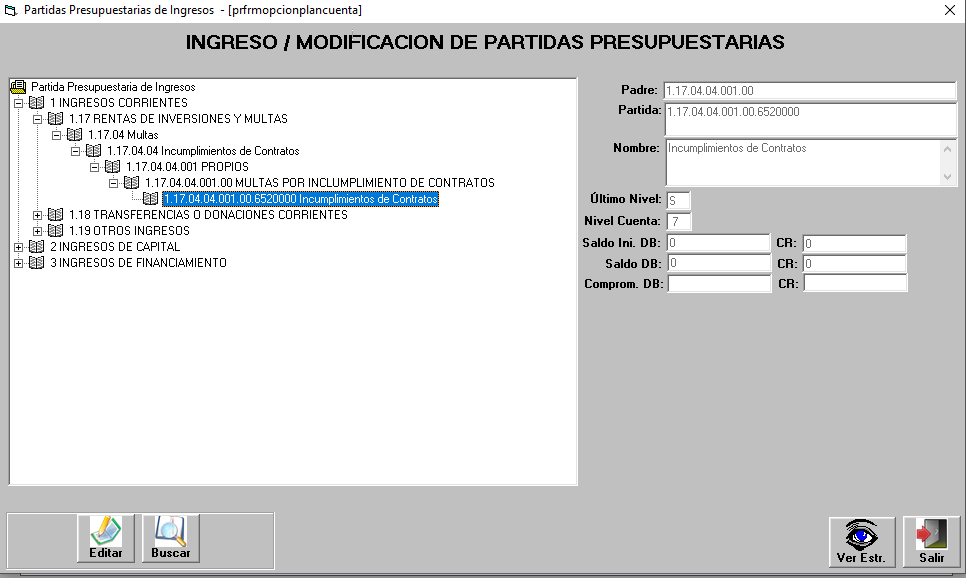 Partidas Presupuestarias de Ingresos - [prfrmopcionplancuenta]
INGRESO / MODIFICACION DE PARTIDAS PRESUPUESTARIAS
Partida Presupuestaria de Ingresos
1 INGRESOS CORRIENTES
1.17 RENTAS DE INVERSIONES Y MULTAS
1.17.04 Multas
1.17.04.04 Incumplimientos de Contratos
1.17.04.04.001 PROPIOS
1.17.04.04.001.00 MULTAS POR INCLUMPLIMIENTO DE CONTRATOS
1.17.04.04.001.00.6520000 Incumplimientos de Contratos
1.18 TRANSFERENCIAS O DONACIONES CORRIENTES
1.19 OTROS INGRESOS
2 INGRESOS DE CAPITAL
3 INGRESOS DE FINANCIAMIENTO
Padre: 1.17.04.04.001.00
Partida: 1.17.04.04.001.00.6520000
Nombre: Incumplimientos de Contratos
Último Nivel: S
Nivel Cuenta: 7
Saldo Ini. DB: 0 CR: 0
Saldo DB: 0 CR: 0
Comprom. DB: CR:
Editar Buscar Ver Estr. Salir